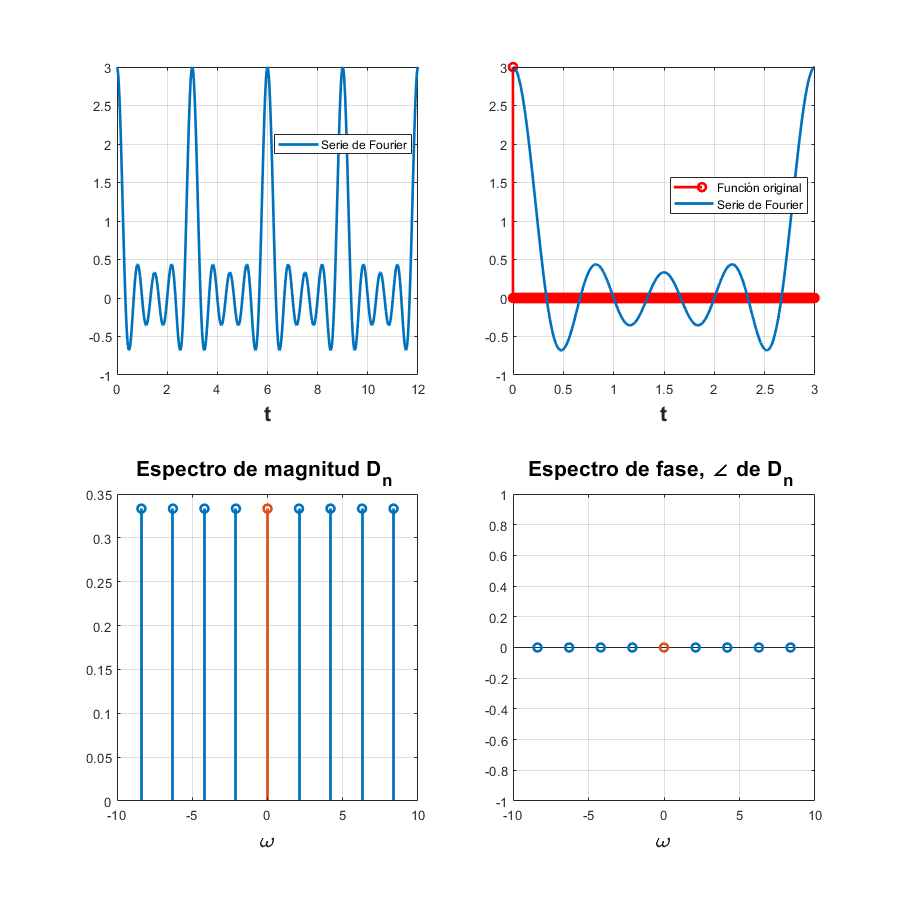 3
2.5
2
1.5
1
0.5
0
-0.5
-1
0 2 4 6 8 10 12
t
Serie de Fourier
3
2.5
2
1.5
1
0.5
0
-0.5
-1
0 0.5 1 1.5 2 2.5 3
t
Función original
Serie de Fourier
Espectro de magnitud Dn
0.35
0.3
0.25
0.2
0.15
0.1
0.05
0
-10 -5 0 5 10
ω
Espectro de fase, ∠ de Dn
1
0.8
0.6
0.4
0.2
0
-0.2
-0.4
-0.6
-0.8
-1
-10 -5 0 5 10
ω